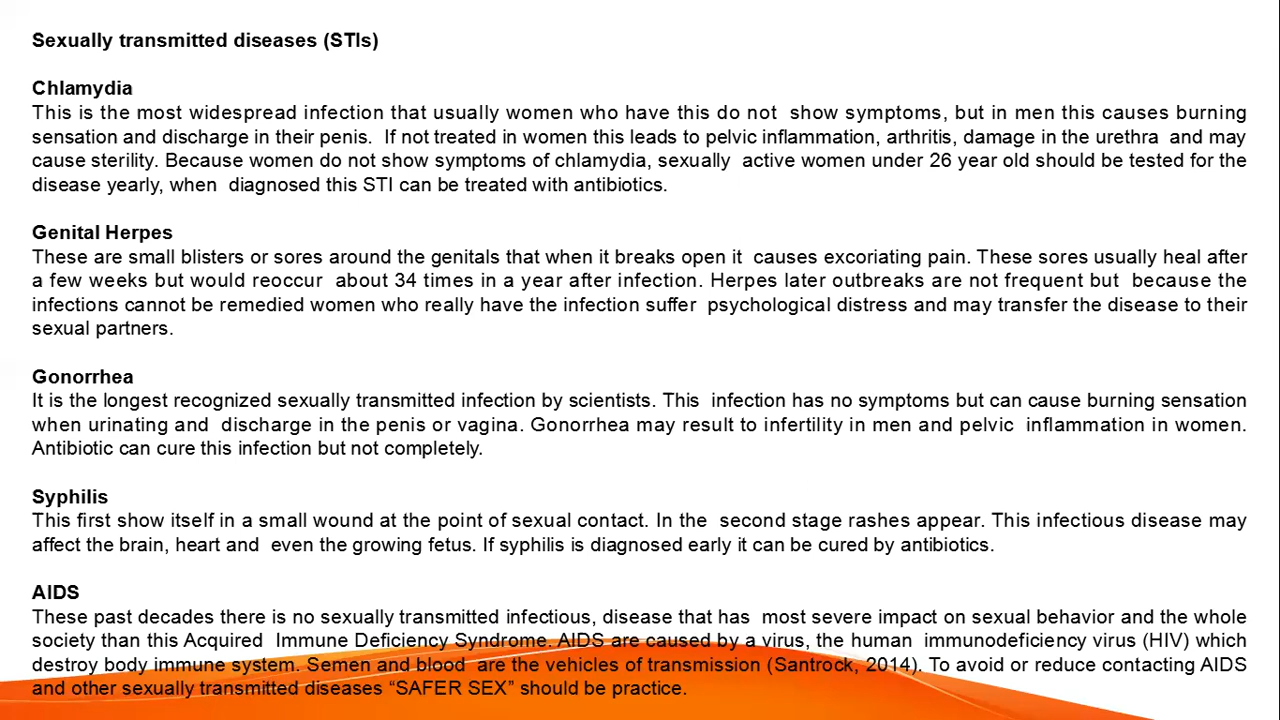 Sexually transmitted diseases (STIs)
Chlamydia
This is the most widespread infection that usually women who have this do not show symptoms, but in men this causes burning
sensation and discharge in their penis. If not treated in women this leads to pelvic inflammation, arthritis, damage in the urethra and may
cause sterility. Because women do not show symptoms of chlamydia, sexually active women under 26 year old should be tested for the
disease yearly, when diagnosed this STI can be treated with antibiotics.
Genital Herpes
These are small blisters or sores around the genitals that when it breaks open it causes excoriating pain. These sores usually heal after
a few weeks but would reoccur about 34 times in a year after infection. Herpes later outbreaks are not frequent but because the
infections cannot be remedied women who really have the infection suffer psychological distress and may transfer the disease to their
sexual partners.
Gonorrhea
It is the longest recognized sexually transmitted infection by scientists. This infection has no symptoms but can cause burning sensation
when urinating and discharge in the penis or vagina. Gonorrhea may result to infertility in men and pelvic inflammation in women.
Antibiotic can cure this infection but not completely.
Syphilis
This first show itself in a small wound at the point of sexual contact. In the second stage rashes appear. This infectious disease may
affect the brain, heart and even the growing fetus. If syphilis is diagnosed early it can be cured by antibiotics.
AIDS
These past decades there is no sexually transmitted infectious, disease that has most severe impact on sexual behavior and the whole
society than this Acquired Immune Deficiency Syndrome. AIDS are caused by a virus, the human immunodeficiency virus (HIV) which
destroy body immune system. Semen and blood are the vehicles of transmission (Santrock, 2014). To avoid or reduce contacting AIDS
and other sexually transmitted diseases “SAFER SEX” should be practice.